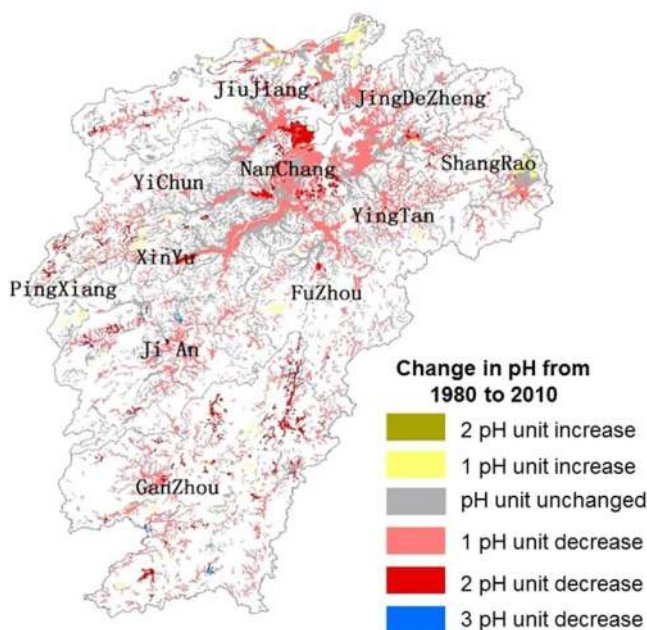 JiuJiang
JingDeZheng
NanChang
ShangRao
YiChun
YingTan
XinYu
PingXiang
FuZhou
Ji'An
GanZhou
Change in pH from
1980 to 2010
2 pH unit increase
1 pH unit increase
pH unit unchanged
1 pH unit decrease
2 pH unit decrease
3 pH unit decrease